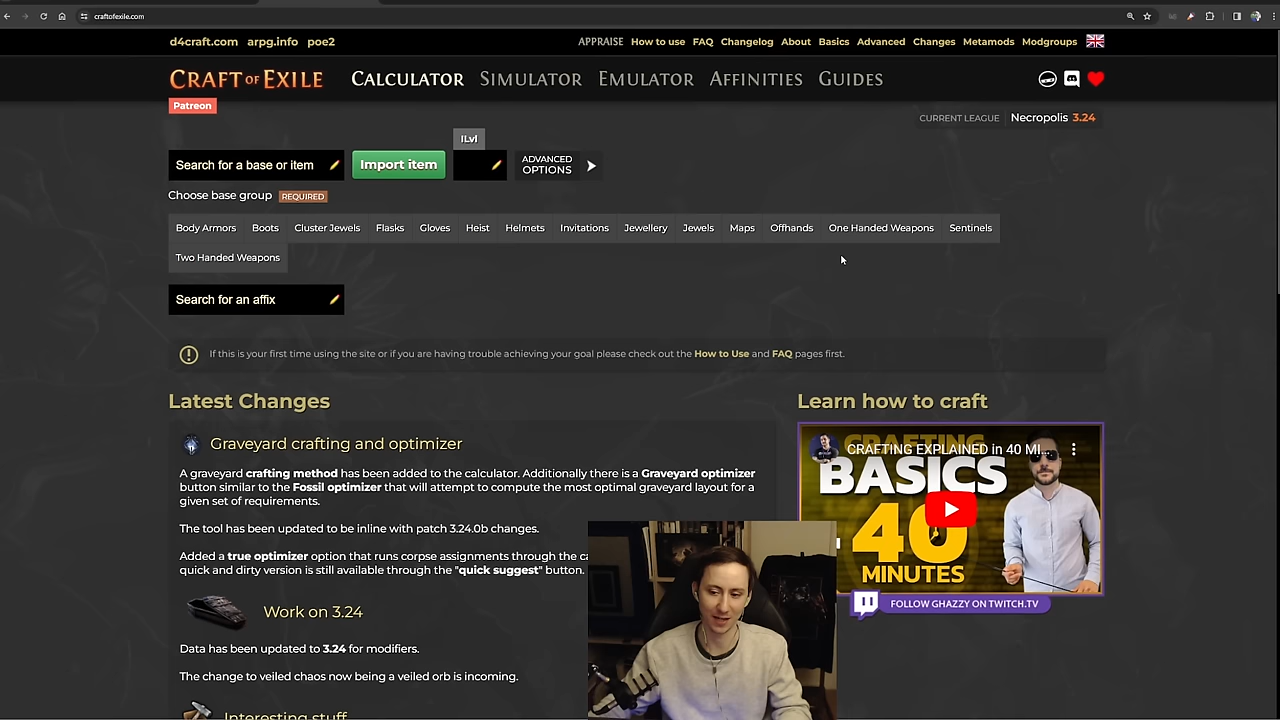 craftofexile.com
d4craft.com arpg.info poe2
APPRAISE How to use FAQ Changelog About Basics Advanced Changes Metamods Modgroups
CRAFT OF EXILE CALCULATOR SIMULATOR EMULATOR AFFINITIES GUIDES
Patreon
CURRENT LEAGUE Necropolis 3.24
ILvl
Search for a base or item Import item ADVANCED
OPTIONS
Choose base group REQUIRED
Body Armors Boots Cluster Jewels Flasks Gloves Heist Helmets Invitations Jewellery Jewels Maps Offhands One Handed Weapons Sentinels
Two Handed Weapons
Search for an affix
If this is your first time using the site or if you are having trouble achieving your goal please check out the How to Use and FAQ pages first.
Latest Changes
Graveyard crafting and optimizer
A graveyard crafting method has been added to the calculator. Additionally there is a Graveyard optimizer
button similar to the Fossil optimizer that will attempt to compute the most optimal graveyard layout for a
given set of requirements.
The tool has been updated to be inline with patch 3.24.0b changes.
Added a true optimizer option that runs corpse assignments through the
quick and dirty version is still available through the "quick suggest" button.
Work on 3.24
Data has been updated to 3.24 for modifiers.
The change to veiled chaos now being a veiled orb is incoming.
Interesting stuff
Learn how to craft
CRAFTING EXPLAINED in 40 MI...
CRAFTING
BASICS
40
MINUTES
FOLLOW GHAZZY ON TWITCH.TV